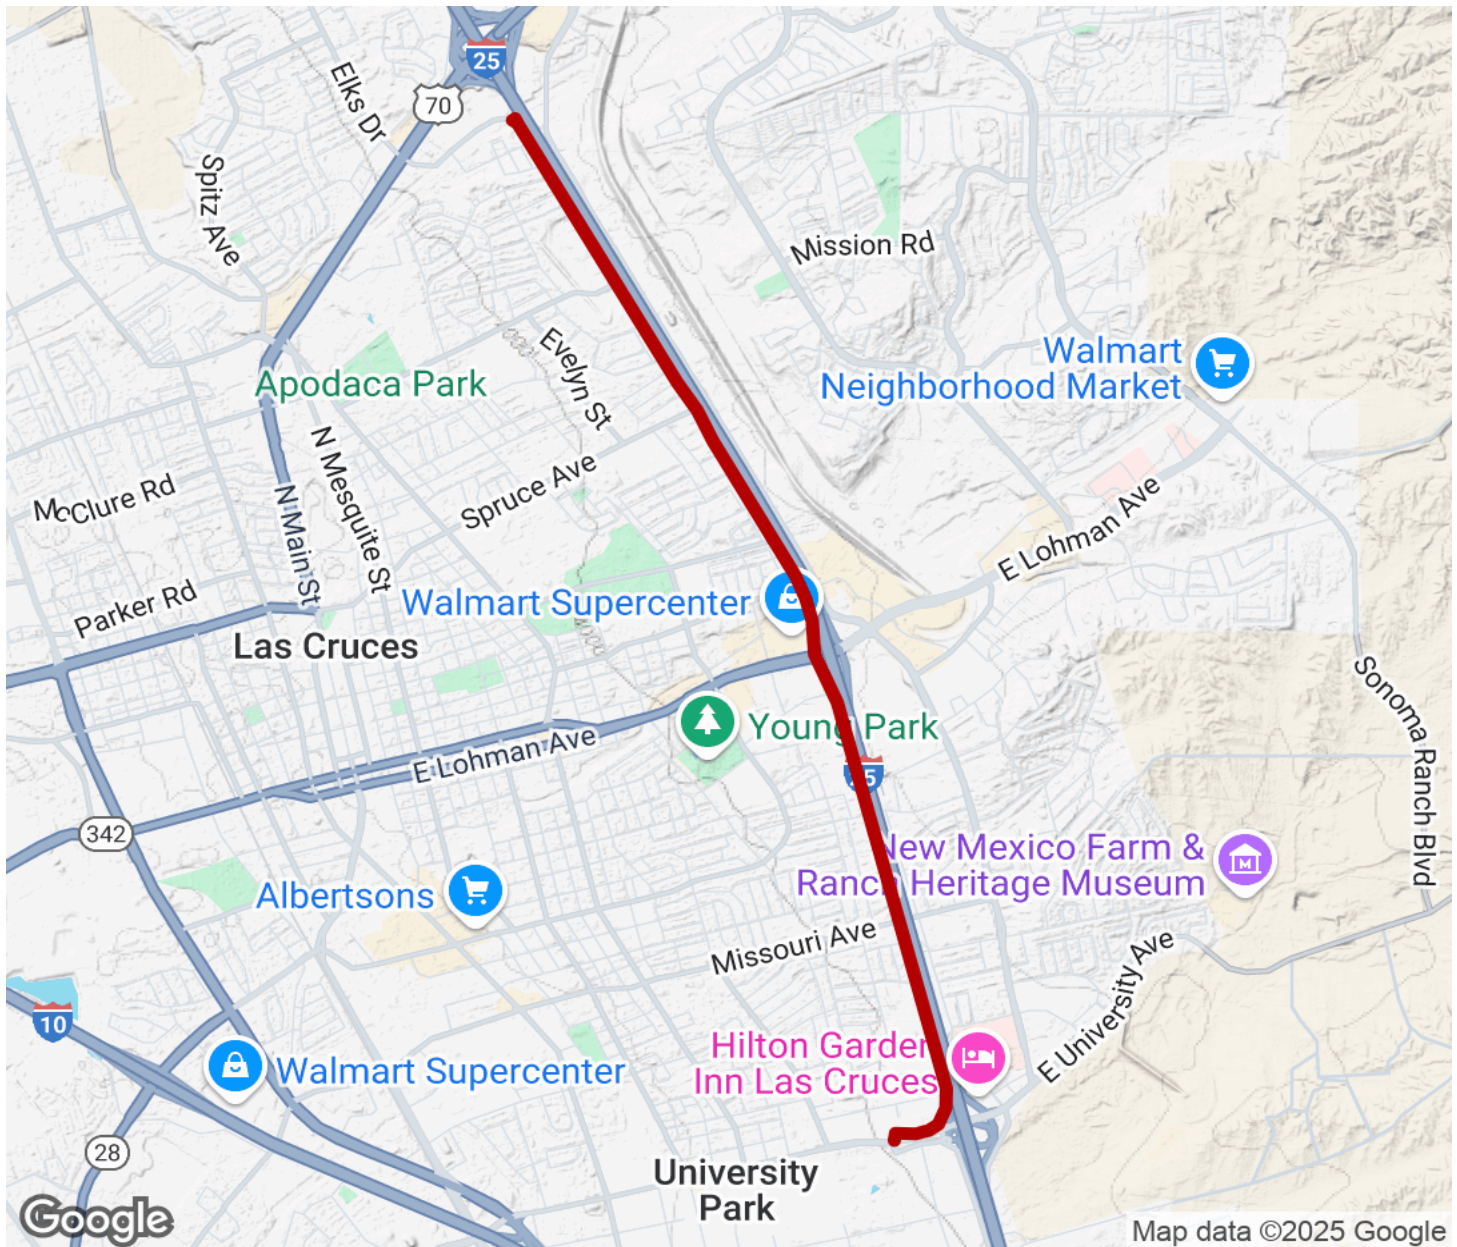 25
70
Elks Dr
Spitz Ave
Mission Rd
Evelyn St
Walmart
Neighborhood Market
Apodaca Park
N Mesquite St
Spruce Ave
McClure Rd
N Main St
E Lohman Ave
Parker Rd
Walmart Supercenter
Las Cruces
Sonoma Ranch Blvd
Young Park
E Lohman Ave
342
New Mexico Farm &
Ranch Heritage Museum
Albertsons
Missouri Ave
E University Ave
10
Hilton Garden
Inn Las Cruces
Walmart Supercenter
28
University
Park
Google
Map data ©2025 Google